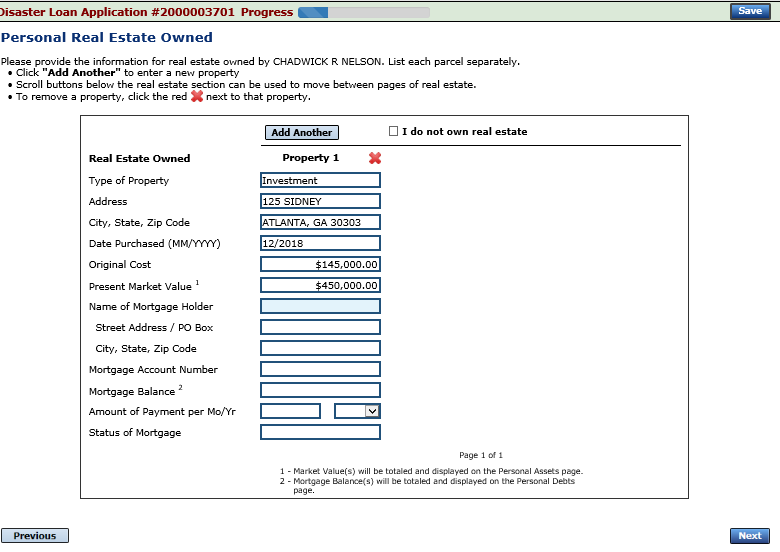 Disaster Loan Application #2000003701 Progress Save
Personal Real Estate Owned
Please provide the information for real estate owned by CHADWICK R NELSON. List each parcel separately.
• Click "Add Another" to enter a new property
• Scroll buttons below the real estate section can be used to move between pages of real estate.
• To remove a property, click the red next to that property.
Add Another I do not own real estate
Real Estate Owned Property 1
Type of Property Investment
Address 125 SIDNEY
City, State, Zip Code ATLANTA, GA 30303
Date Purchased (MM/YYYY) 12/2018
Original Cost $145,000.00
Present Market Value 1 $450,000.00
Name of Mortgage Holder
Street Address / PO Box
City, State, Zip Code
Mortgage Account Number
Mortgage Balance 2
Amount of Payment per Mo/Yr
Status of Mortgage
Page 1 of 1
1 - Market Value(s) will be totaled and displayed on the Personal Assets page.
2 - Mortgage Balance(s) will be totaled and displayed on the Personal Debts
page.
Previous Next